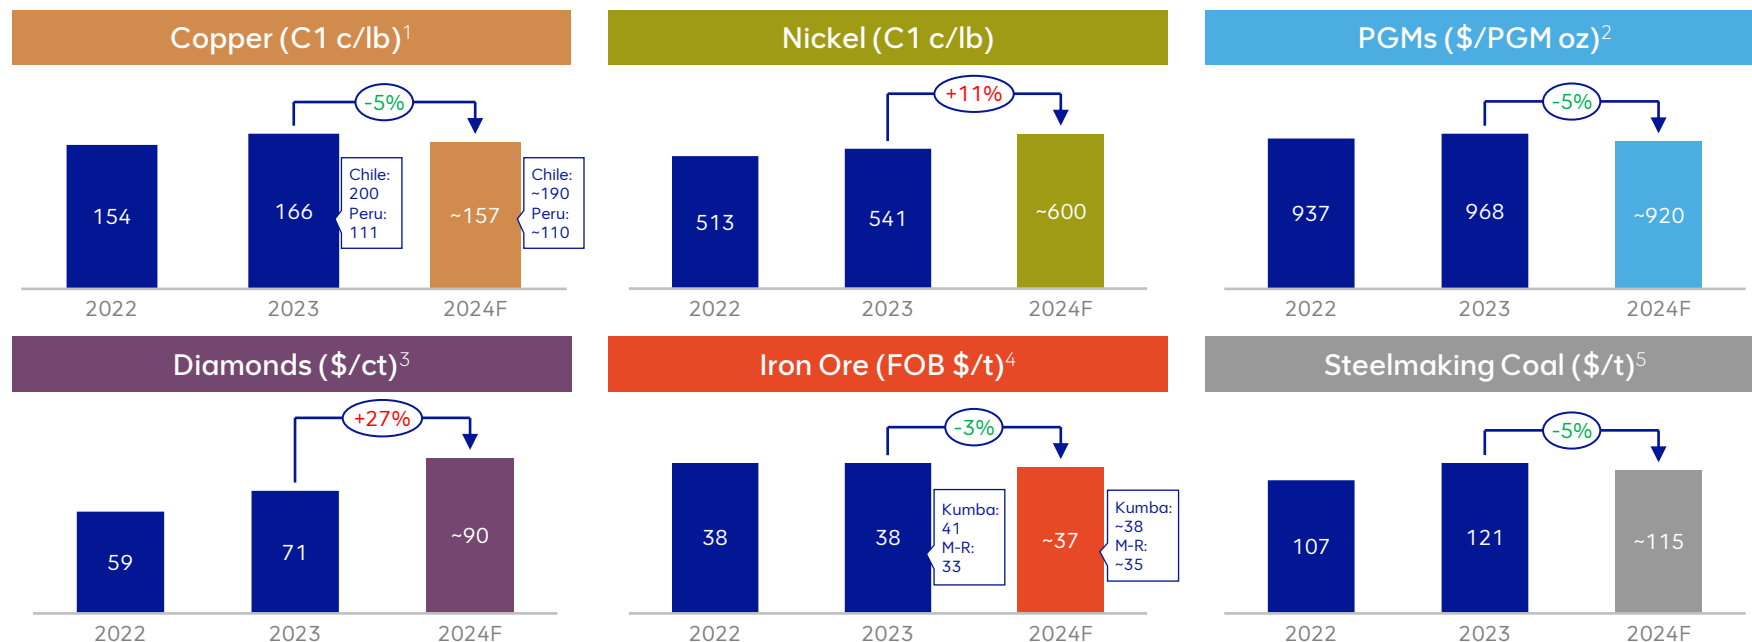 Copper (C1 c/lb)1
-5%
154
166
Chile:
200
Peru:
111
~157
Chile:
~190
Peru:
~110
2022
2023
2024F
Nickel (C1 c/lb)
+11%
513
541
~600
2022
2023
2024F
PGMs ($/PGM oz)2
-5%
937
968
~920
2022
2023
2024F
Diamonds ($/ct)3
+27%
59
71
~90
2022
2023
2024F
Iron Ore (FOB $/t)4
-3%
38
38
Kumba:
41
M-R:
33
~37
Kumba:
~38
M-R:
~35
2022
2023
2024F
Steelmaking Coal ($/t)5
-5%
107
121
~115
2022
2023
2024F